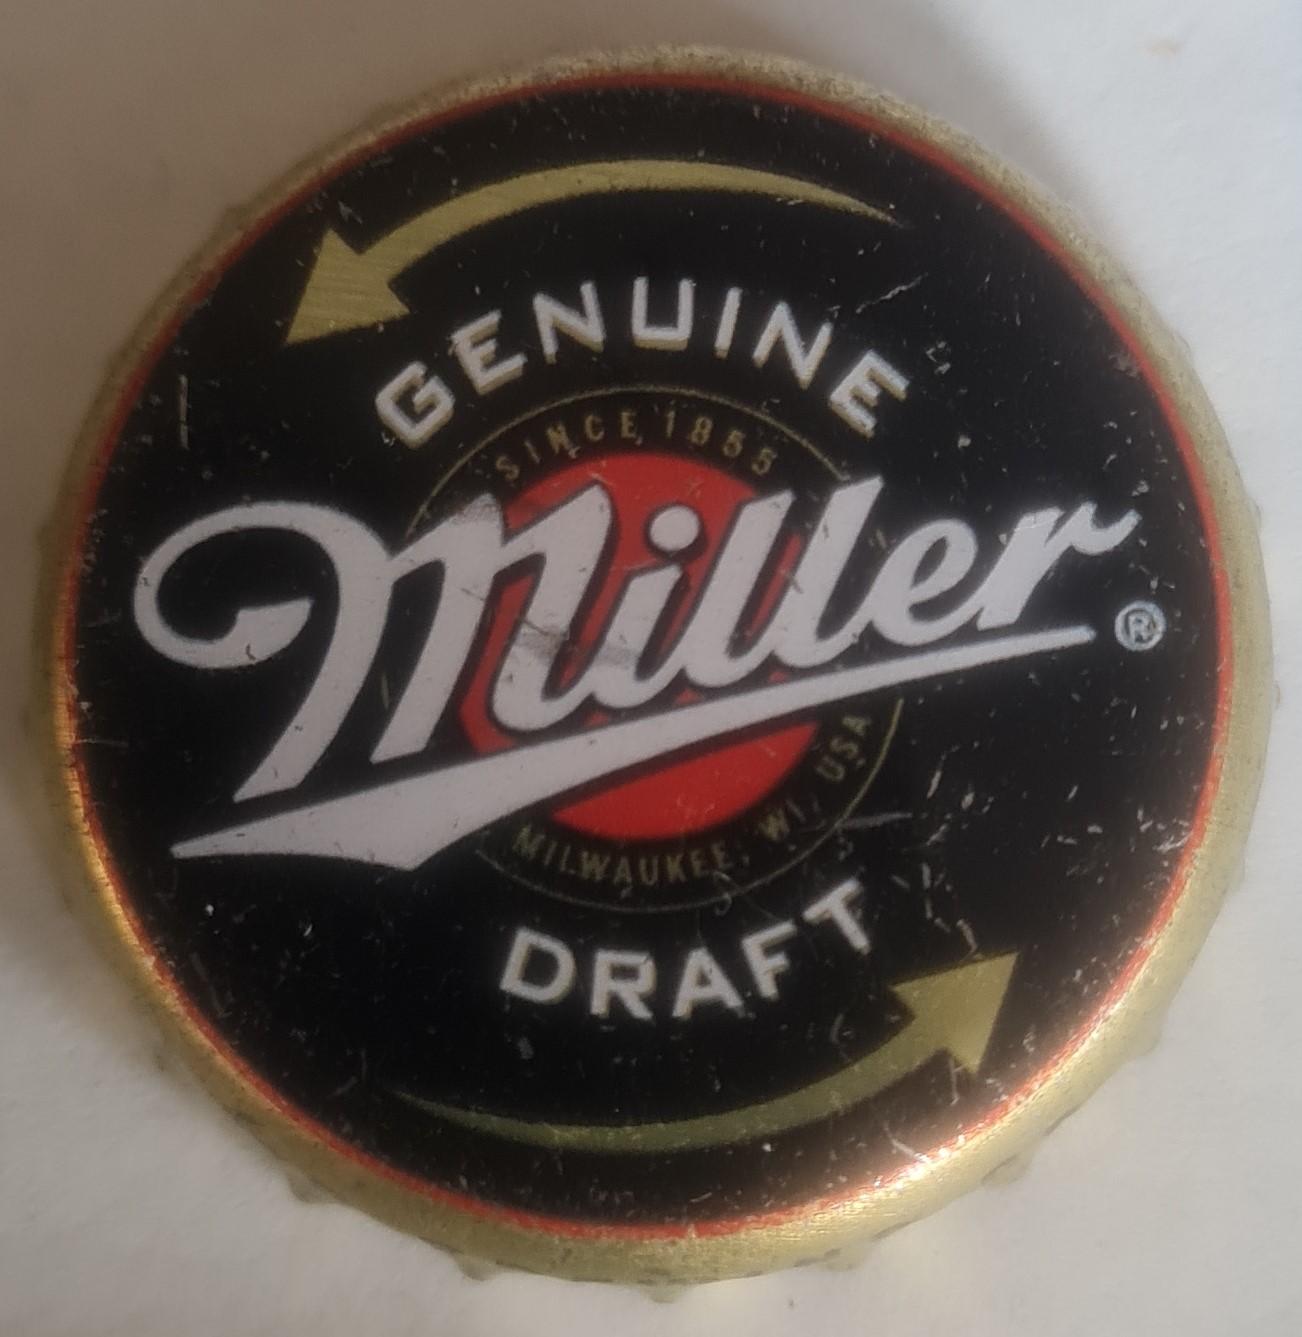 GENUINE
SINCE 1855
Miller
®
MILWAUKEE, WI, USA
DRAFT